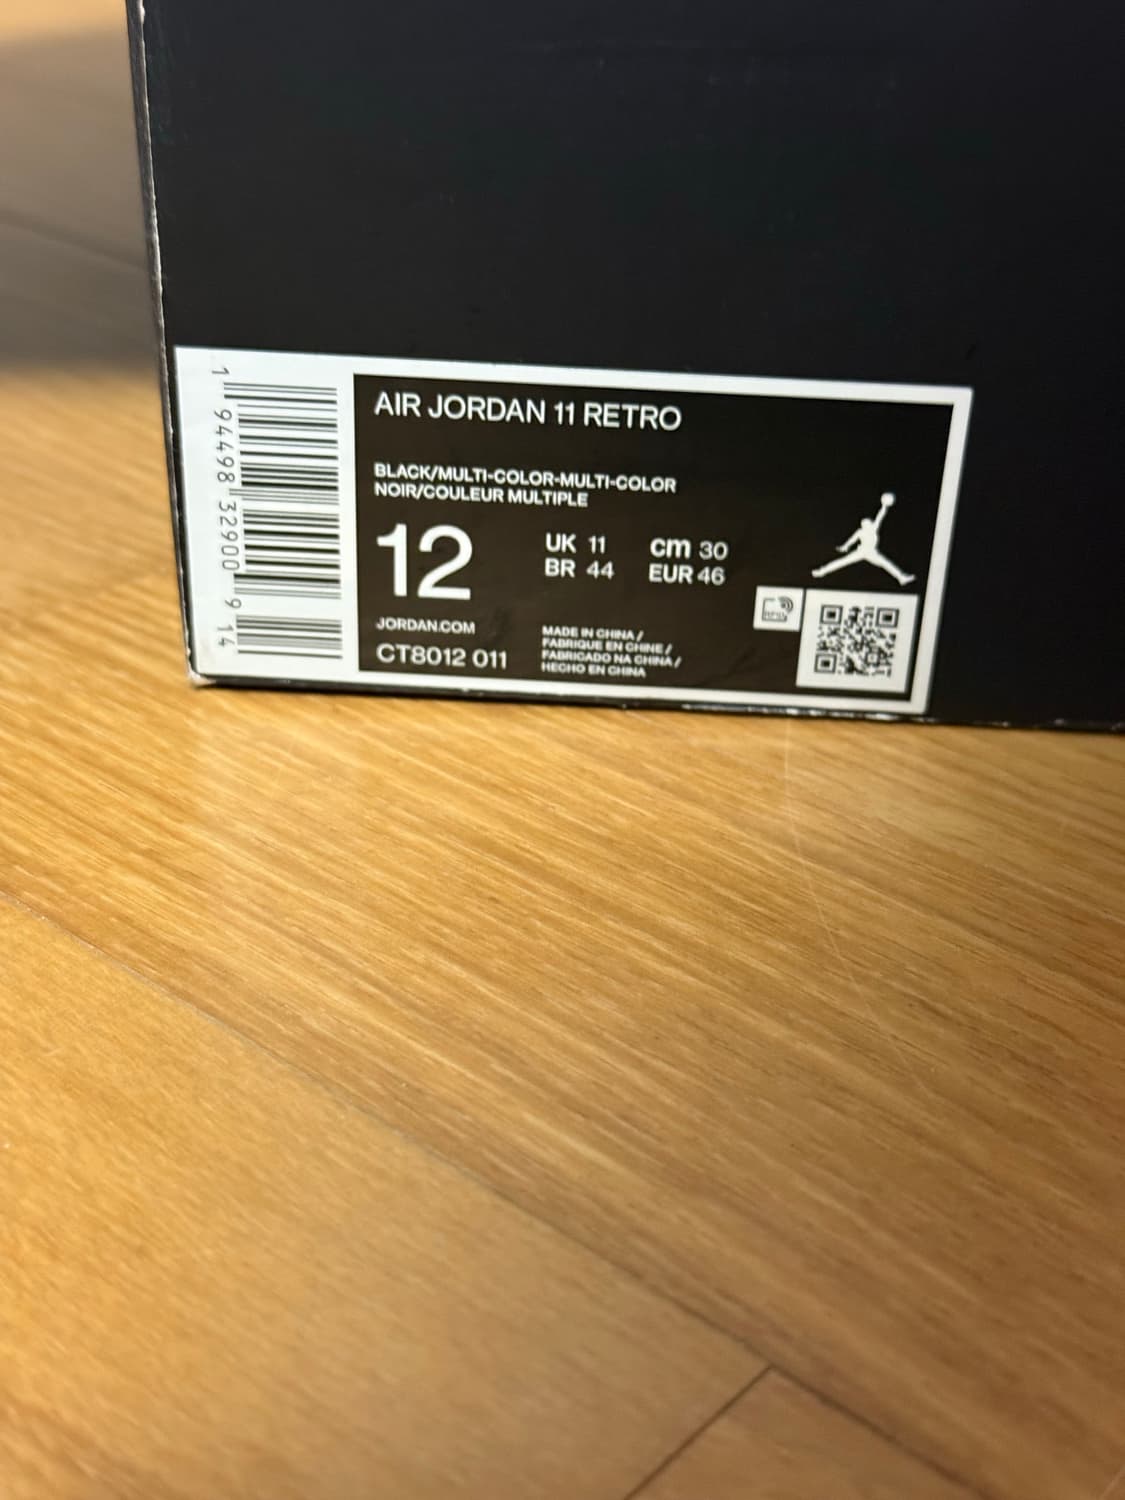 1 94498 32900 9 14
AIR JORDAN 11 RETRO
BLACK/MULTI-COLOR-MULTI-COLOR
NOIR/COULEUR MULTIPLE
12
UK 11 cm 30
BR 44 EUR 46
JORDAN.COM
CT8012 011
MADE IN CHINA /
FABRIQUE EN CHINE /
FABRICADO NA CHINA /
HECHO EN CHINA